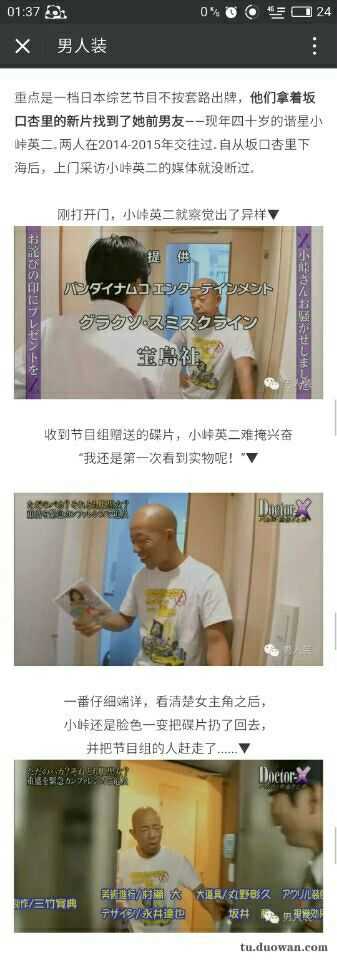 01:37
0%
4G
24
男人装
重点是一档日本综艺节目不按套路出牌，他们拿着坂
口杏里的新片找到了她前男友——现年四十岁的谐星小
峠英二.两人在2014-2015年交往过.自从坂口杏里下
海后，上门采访小峠英二的媒体就没断过.
刚打开门，小峠英二就察觉出了异样▼
お詫びの印にプレゼントを
小峠さんお騒がせしました
提 供
バンダイナムコエンターテインメント
グラクソ・スミスクライン
宝島社
男人装
收到节目组赠送的碟片，小峠英二难掩兴奋
“我还是第一次看到实物呢！”▼
Doctor-X
男人装
一番仔细端详，看清楚女主角之后，
小峠还是脸色一变把碟片扔了回去，
并把节目组的人赶走了......▼
Doctor-X
美術進行/村瀬 大 大道具/丸野彰久 アクリル装飾
制作/三竹寛典 デザイン/永井達也 坂井
男人装
tu.duowan.com